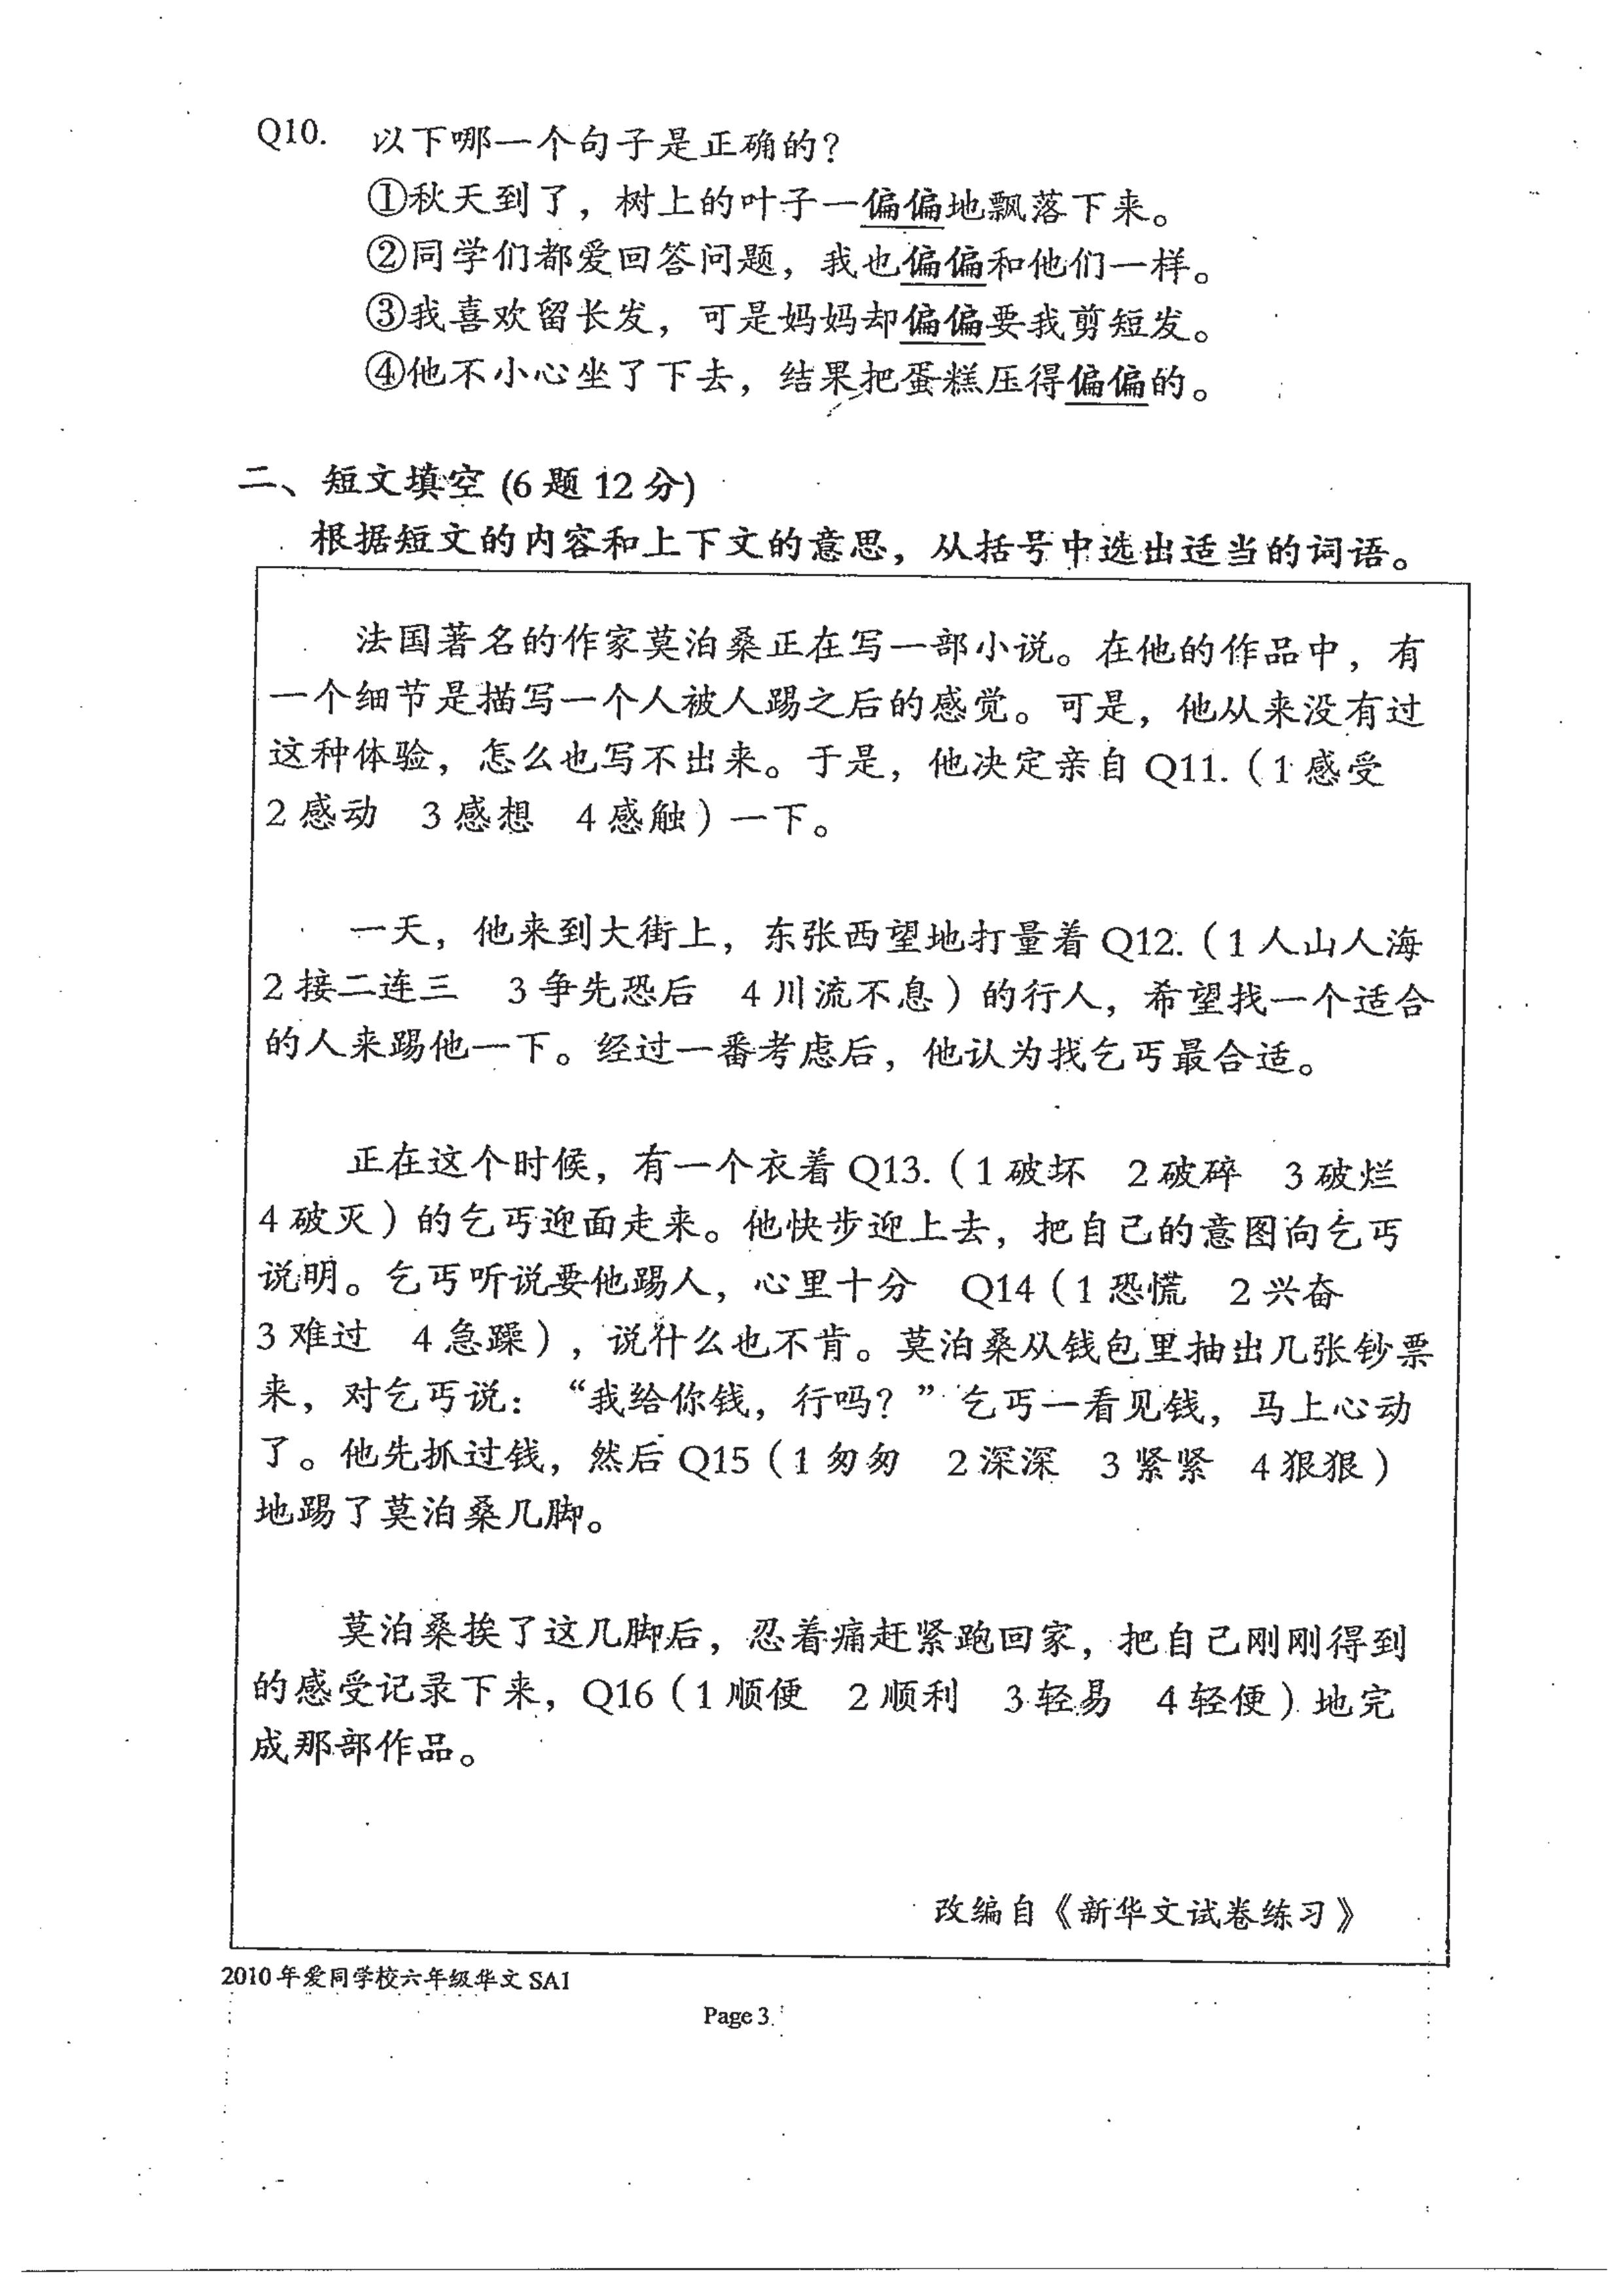 Q10. 以下哪一个句子是正确的？
①秋天到了，树上的叶子一偏偏地飘落下来。
②同学们都爱回答问题，我也偏偏和他们一样。
③我喜欢留长发，可是妈妈却偏偏要我剪短发。
④他不小心坐了下去，结果把蛋糕压得偏偏的。
二、短文填空 (6 题 12 分)
根据短文的内容和上下文的意思，从括号中选出适当的词语。
法国著名的作家莫泊桑正在写一部小说。在他的作品中，有
一个细节是描写一个人被人踢之后的感觉。可是，他从来没有过
这种体验，怎么也写不出来。于是，他决定亲自 Q11.（1 感受
2 感动 3 感想 4 感触）一下。
一天，他来到大街上，东张西望地打量着 Q12.（1 人山人海
2 接二连三 3 争先恐后 4 川流不息）的行人，希望找一个适合
的人来踢他一下。经过一番考虑后，他认为找乞丐最合适。
正在这个时候，有一个衣着 Q13.（1 破坏 2 破碎 3 破烂
4 破灭）的乞丐迎面走来。他快步迎上去，把自己的意图向乞丐
说明。乞丐听说要他踢人，心里十分 Q14（1 恐慌 2 兴奋
3 难过 4 急躁），说什么也不肯。莫泊桑从钱包里抽出几张钞票
来，对乞丐说：“我给你钱，行吗？”乞丐一看见钱，马上心动
了。他先抓过钱，然后 Q15（1 匆匆 2 深深 3 紧紧 4 狠狠）
地踢了莫泊桑几脚。
莫泊桑挨了这几脚后，忍着痛赶紧跑回家，把自己刚刚得到
的感受记录下来，Q16（1 顺便 2 顺利 3 轻易 4 轻便）地完
成那部作品。
改编自《新华文试卷练习》
2010 年爱同学校六年级华文 SA1
Page 3